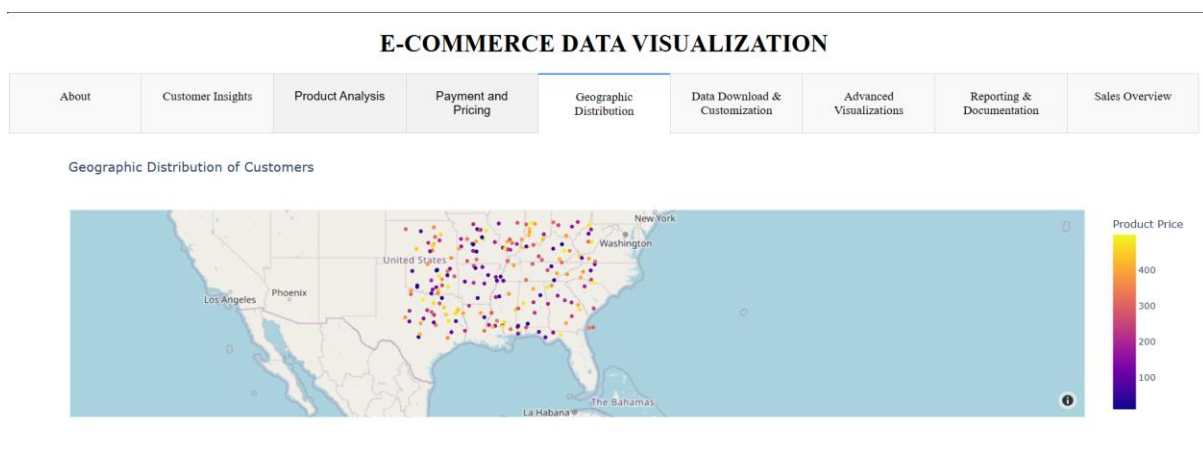 E-COMMERCE DATA VISUALIZATION
About
Customer Insights
Product Analysis
Payment and
Pricing
Geographic
Distribution
Data Download &
Customization
Advanced
Visualizations
Reporting &
Documentation
Sales Overview
Geographic Distribution of Customers
New York
Washington
United States
Los Angeles
Phoenix
The Bahamas
La Habana
Product Price
400
300
200
100